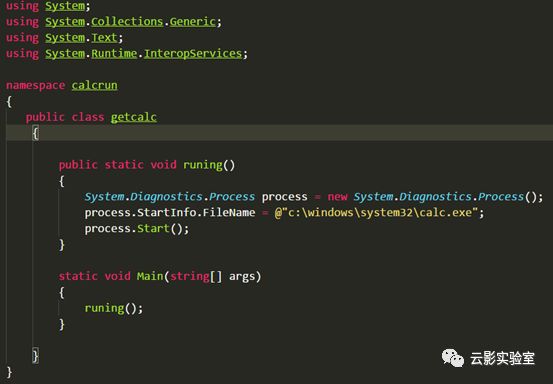 using System;
using System.Collections.Generic;
using System.Text;
using System.Runtime.InteropServices;
namespace calcrun
{
public class getcalc
{
public static void runing()
{
System.Diagnostics.Process process = new System.Diagnostics.Process();
process.StartInfo.FileName = @"c:\windows\system32\calc.exe";
process.Start();
}
static void Main(string[] args)
{
runing();
}
}
}
云影实验室